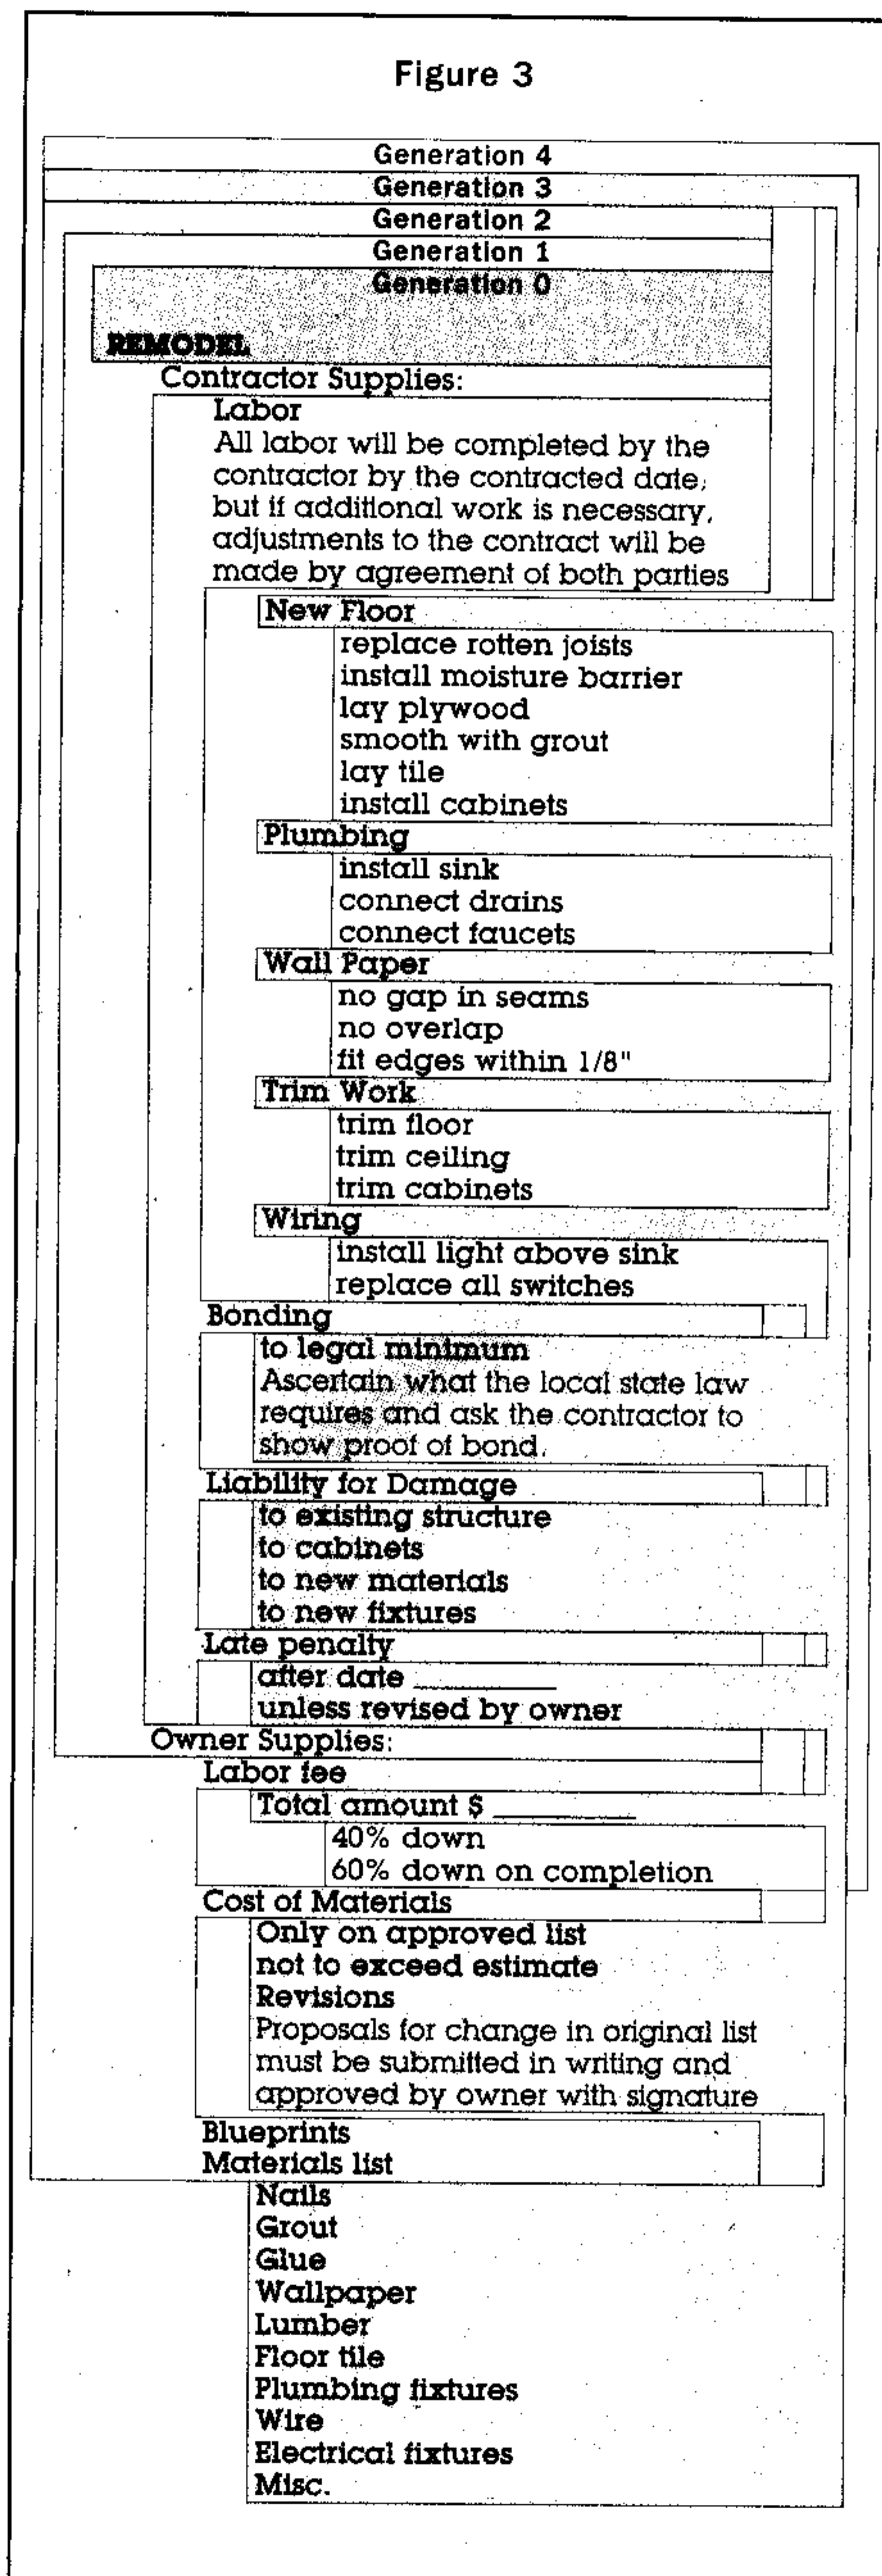 Figure 3
Generation 4
Generation 3
Generation 2
Generation 1
Generation 0
REMODEL
Contractor Supplies:
Labor
All labor will be completed by the
contractor by the contracted date,
but if additional work is necessary,
adjustments to the contract will be
made by agreement of both parties
New Floor
replace rotten joists
install moisture barrier
lay plywood
smooth with grout
lay tile
install cabinets
Plumbing
install sink
connect drains
connect faucets
Wall Paper
no gap in seams
no overlap
fit edges within 1/8"
Trim Work
trim floor
trim ceiling
trim cabinets
Wiring
install light above sink
replace all switches
Bonding
to legal minimum
Ascertain what the local state law
requires and ask the contractor to
show proof of bond.
Liability for Damage
to existing structure
to cabinets
to new materials
to new fixtures
Late penalty
after date __________
unless revised by owner
Owner Supplies:
Labor fee
Total amount $ __________
40% down
60% down on completion
Cost of Materials
Only on approved list
not to exceed estimate
Revisions
Proposals for change in original list
must be submitted in writing and
approved by owner with signature
Blueprints
Materials list
Nails
Grout
Glue
Wallpaper
Lumber
Floor tile
Plumbing fixtures
Wire
Electrical fixtures
Misc.